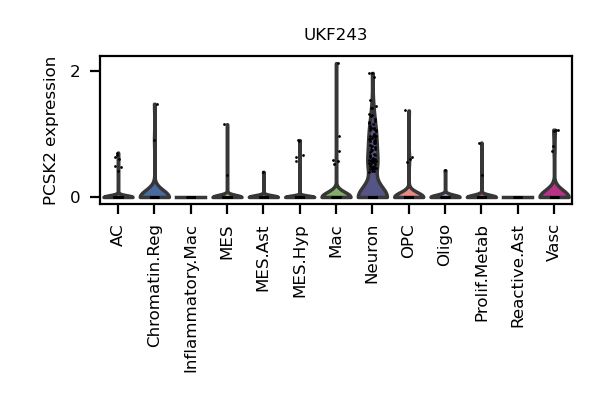 UKF243
PCSK2 expression
2
0
AC
Chromatin.Reg
Inflammatory.Mac
MES
MES.Ast
MES.Hyp
Mac
Neuron
OPC
Oligo
Prolif.Metab
Reactive.Ast
Vasc